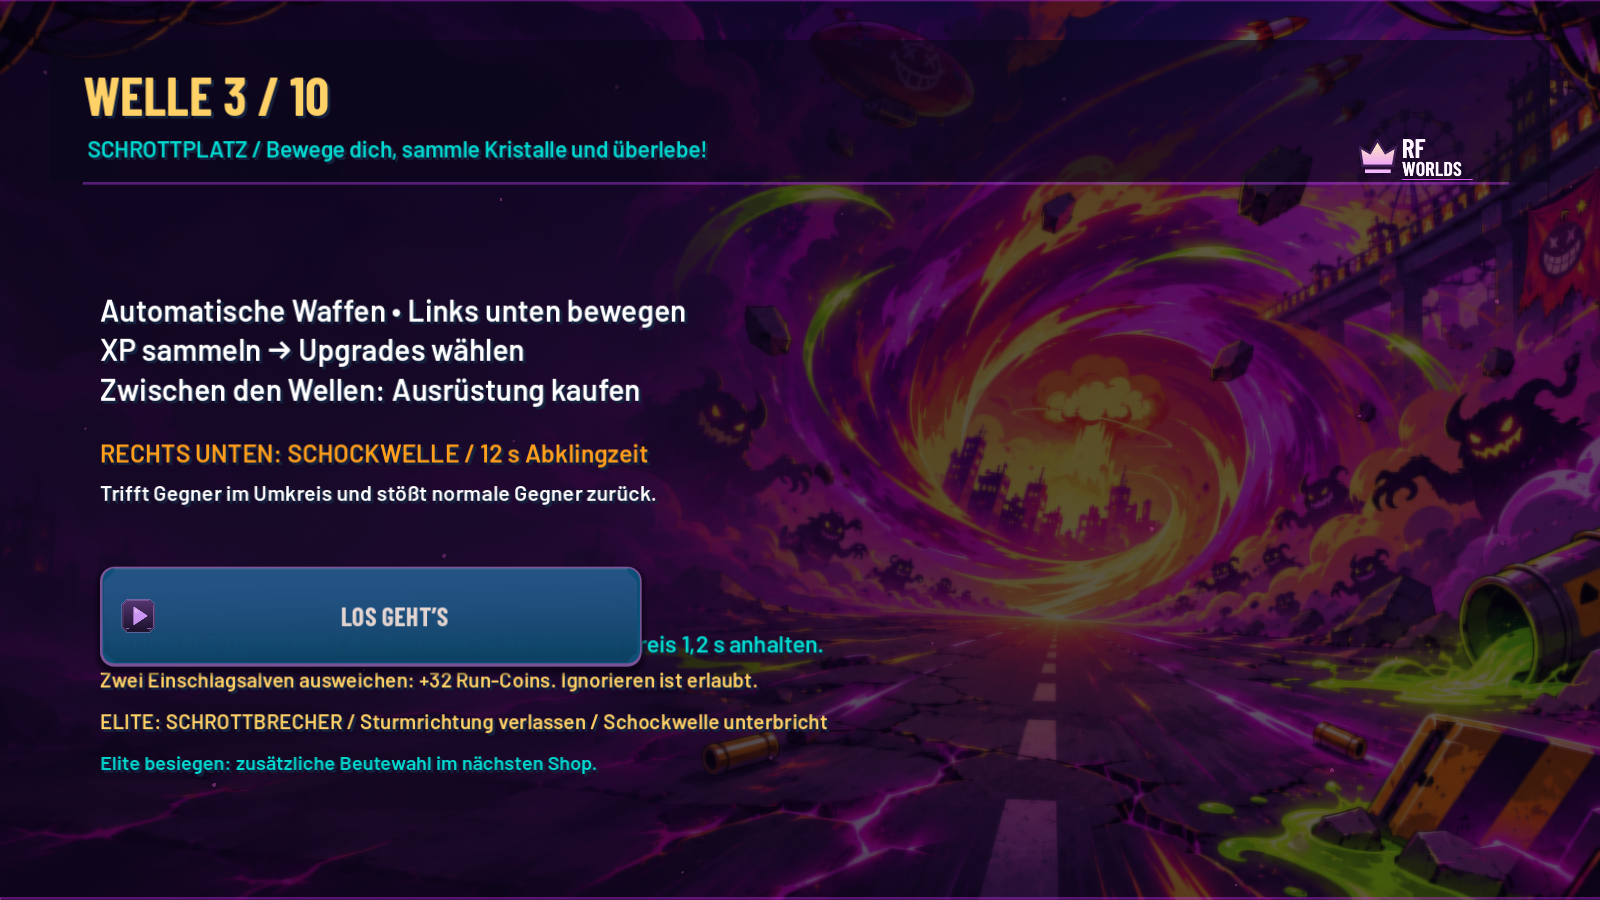 WELLE 3 / 10
SCHROTTPLATZ / Bewege dich, sammle Kristalle und überlebe!
RF
WORLDS
Automatische Waffen • Links unten bewegen
XP sammeln → Upgrades wählen
Zwischen den Wellen: Ausrüstung kaufen
RECHTS UNTEN: SCHOCKWELLE / 12 s Abklingzeit
Trifft Gegner im Umkreis und stößt normale Gegner zurück.
LOS GEHT'S
1,2 s anhalten.
Zwei Einschlagsalven ausweichen: +32 Run-Coins. Ignorieren ist erlaubt.
ELITE: SCHROTTBRECHER / Sturmrichtung verlassen / Schockwelle unterbricht
Elite besiegen: zusätzliche Beutewahl im nächsten Shop.